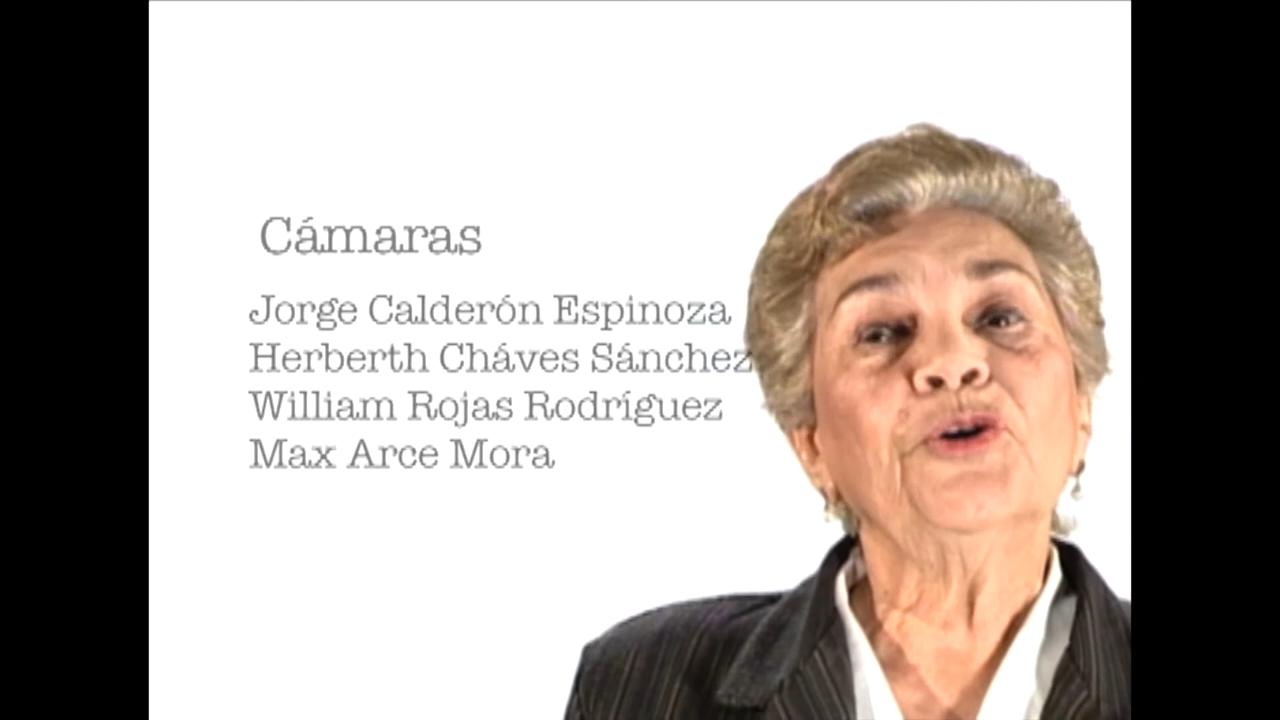 Cámaras
Jorge Calderón Espinoza
Herberth Cháves Sánchez
William Rojas Rodríguez
Max Arce Mora